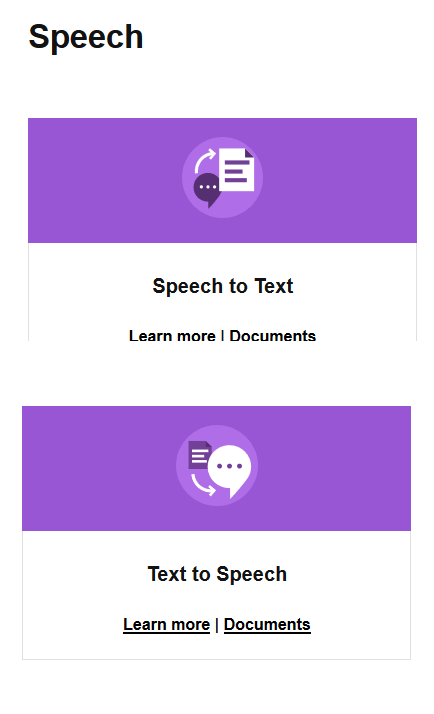 Speech
Speech to Text
Learn more | Documents
Text to Speech
Learn more | Documents